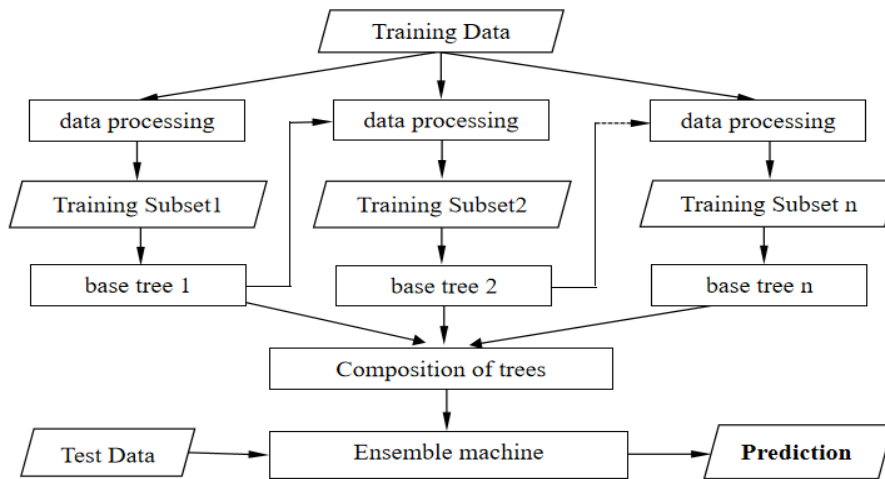 Training Data
data processing
data processing
data processing
Training Subset1
Training Subset2
Training Subset n
base tree 1
base tree 2
base tree n
Composition of trees
Test Data
Ensemble machine
Prediction